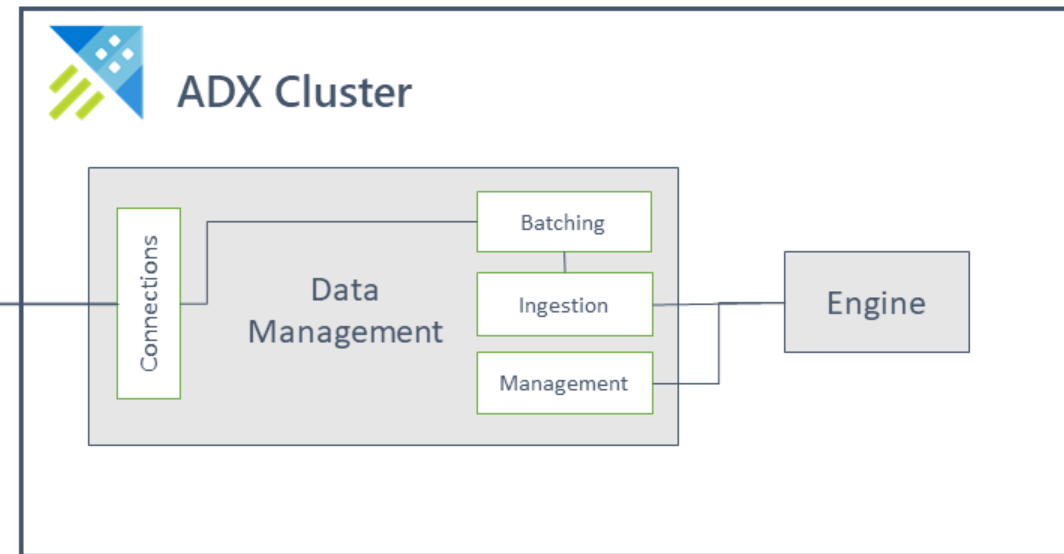 ADX Cluster
Connections
Data
Management
Batching
Ingestion
Management
Engine